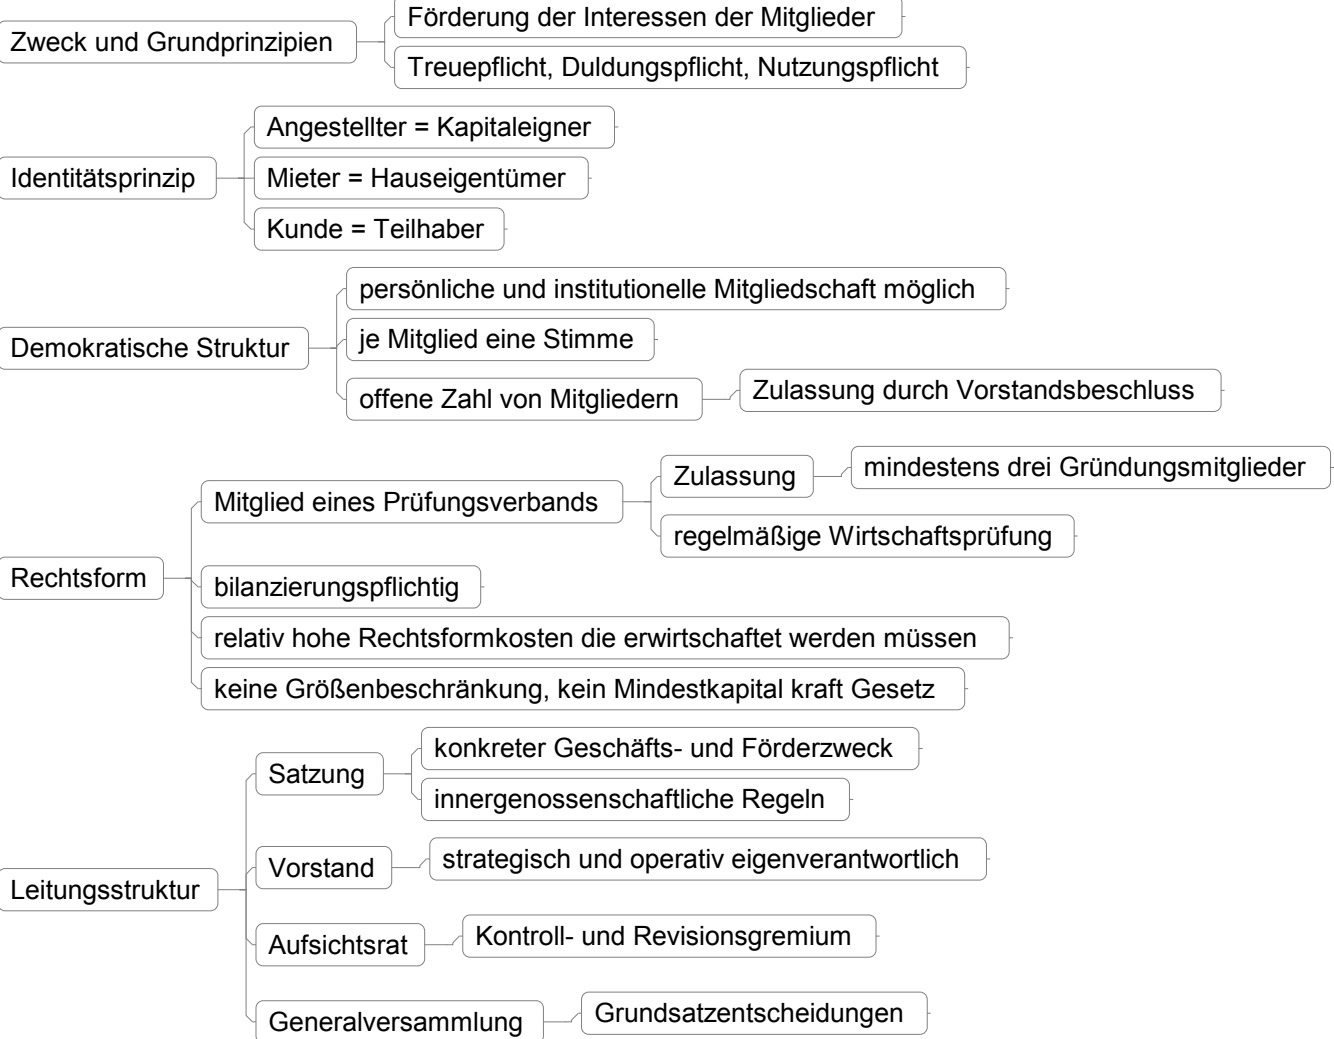 Zweck und Grundprinzipien
Förderung der Interessen der Mitglieder
Treuepflicht, Duldungspflicht, Nutzungspflicht
Identitätsprinzip
Angestellter = Kapitaleigner
Mieter = Hauseigentümer
Kunde = Teilhaber
Demokratische Struktur
persönliche und institutionelle Mitgliedschaft möglich
je Mitglied eine Stimme
offene Zahl von Mitgliedern
Zulassung durch Vorstandsbeschluss
Rechtsform
Mitglied eines Prüfungsverbands
Zulassung
mindestens drei Gründungsmitglieder
regelmäßige Wirtschaftsprüfung
bilanzierungspflichtig
relativ hohe Rechtsformkosten die erwirtschaftet werden müssen
keine Größenbeschränkung, kein Mindestkapital kraft Gesetz
Leitungsstruktur
Satzung
konkreter Geschäfts- und Förderzweck
innergenossenschaftliche Regeln
Vorstand
strategisch und operativ eigenverantwortlich
Aufsichtsrat
Kontroll- und Revisionsgremium
Generalversammlung
Grundsatzentscheidungen